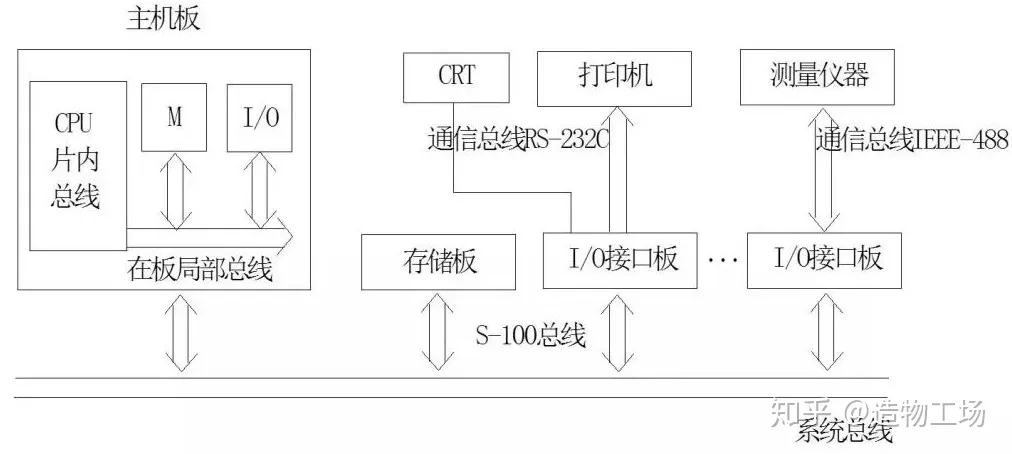 主机板
CPU
片内
总线
M
I/O
在板局部总线
CRT
打印机
测量仪器
通信总线RS-232C
通信总线IEEE-488
存储板
I/O接口板
···
I/O接口板
S-100总线
知乎 @造物工场
系统总线